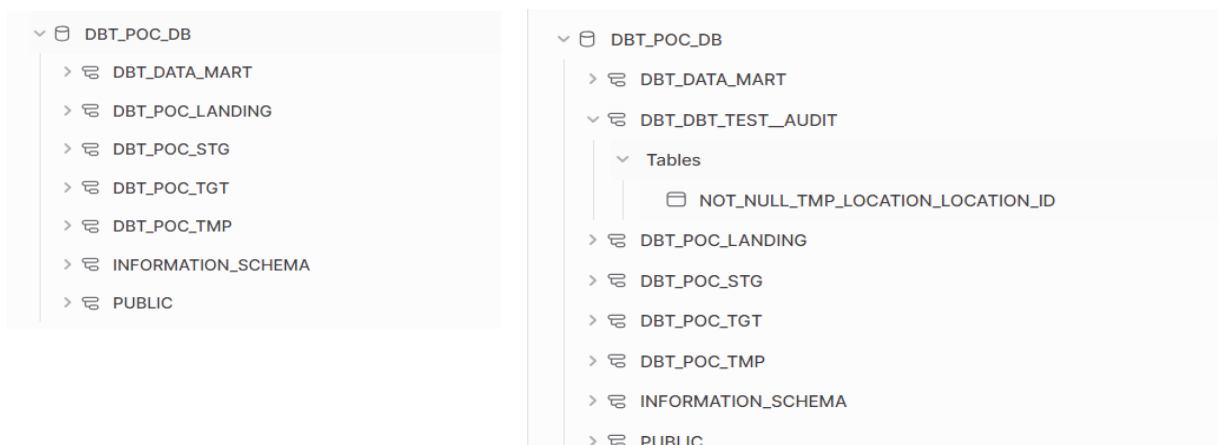 DBT_POC_DB
DBT_DATA_MART
DBT_POC_LANDING
DBT_POC_STG
DBT_POC_TGT
DBT_POC_TMP
INFORMATION_SCHEMA
PUBLIC
DBT_POC_DB
DBT_DATA_MART
DBT_DBT_TEST__AUDIT
Tables
NOT_NULL_TMP_LOCATION_LOCATION_ID
DBT_POC_LANDING
DBT_POC_STG
DBT_POC_TGT
DBT_POC_TMP
INFORMATION_SCHEMA
PUBLIC